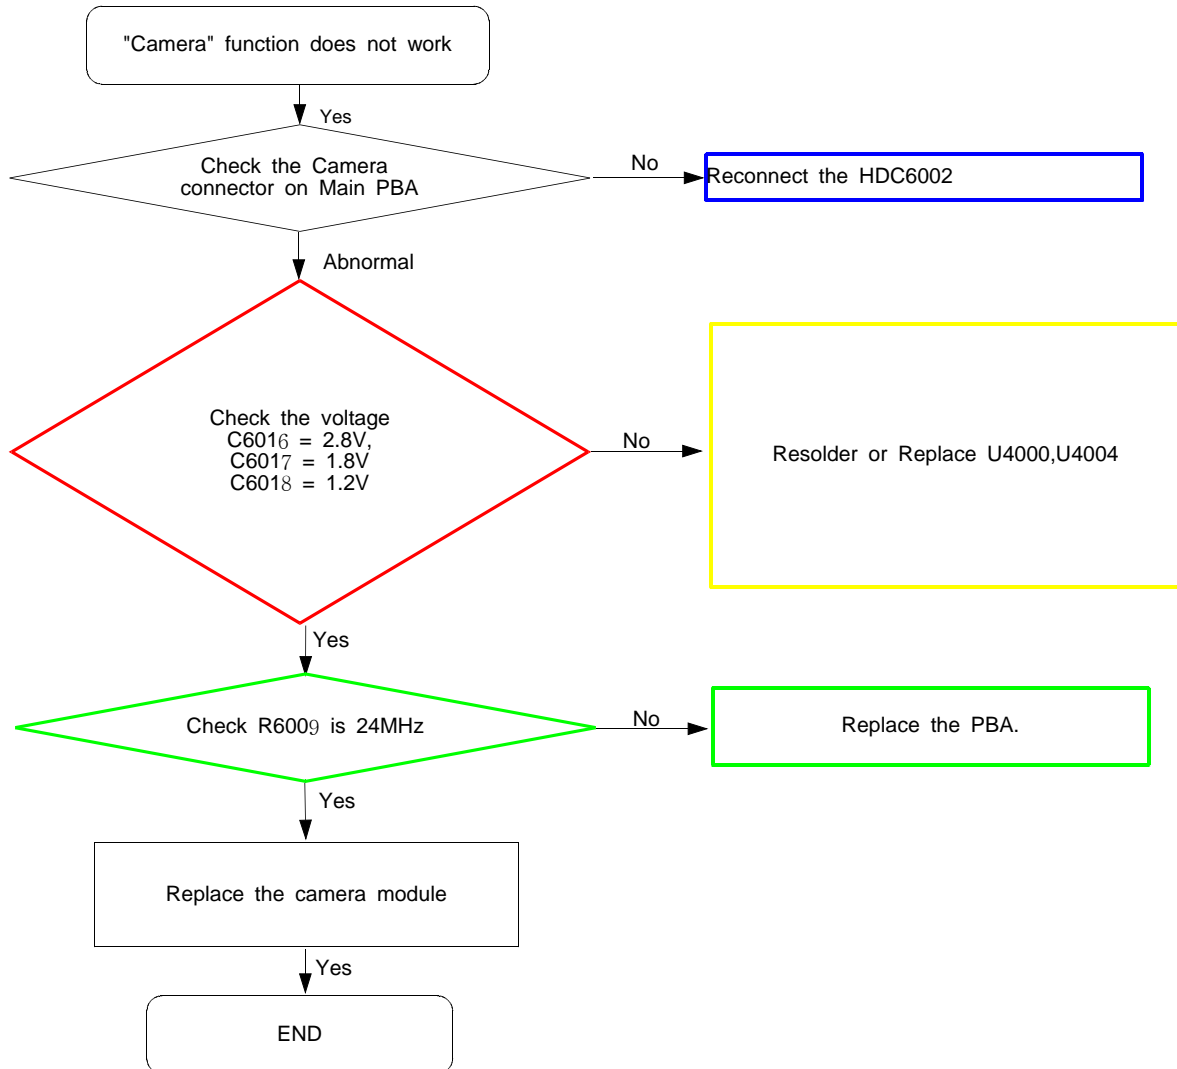 "Camera" function does not work
Yes
Check the Camera
connector on Main PBA
No
Reconnect the HDC6002
Abnormal
Check the voltage
C6016 = 2.8V,
C6017 = 1.8V
C6018 = 1.2V
No
Resolder or Replace U4000,U4004
Yes
Check R6009 is 24MHz
No
Replace the PBA.
Yes
Replace the camera module
Yes
END